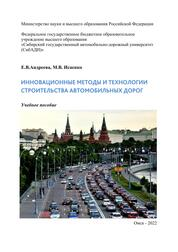 Министерство науки и высшего образования Российской Федерации
Федеральное государственное бюджетное образовательное
учреждение высшего образования
«Сибирский государственный автомобильно-дорожный университет
(СибАДИ)»
Е.В.Андреева, М.В. Исаенко
ИННОВАЦИОННЫЕ МЕТОДЫ И ТЕХНОЛОГИИ
СТРОИТЕЛЬСТВА АВТОМОБИЛЬНЫХ ДОРОГ
Учебное пособие
Омск - 2022